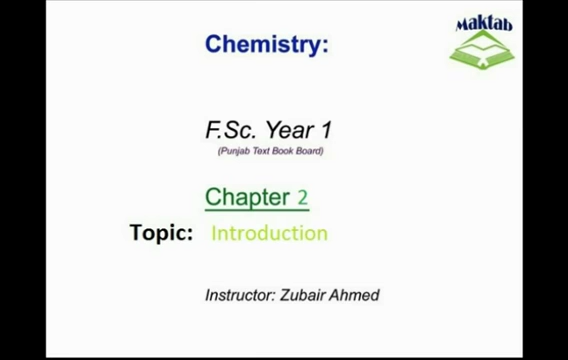 Maktab
Chemistry:
F.Sc. Year 1
(Punjab Text Book Board)
Chapter 2
Topic: Introduction
Instructor: Zubair Ahmed